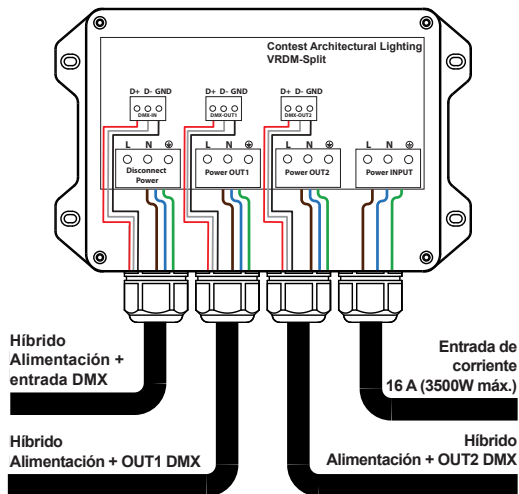 Contest Architectural Lighting
VRDM-Split
D+ D- GND
DMX-IN
D+ D- GND
DMX-OUT1
D+ D- GND
DMX-OUT2
L N ⏚
Disconnect
Power
L N ⏚
Power OUT1
L N ⏚
Power OUT2
L N ⏚
Power INPUT
Híbrido
Alimentación +
entrada DMX
Entrada de
corriente
16 A (3500W máx.)
Híbrido
Alimentación + OUT1 DMX
Híbrido
Alimentación + OUT2 DMX